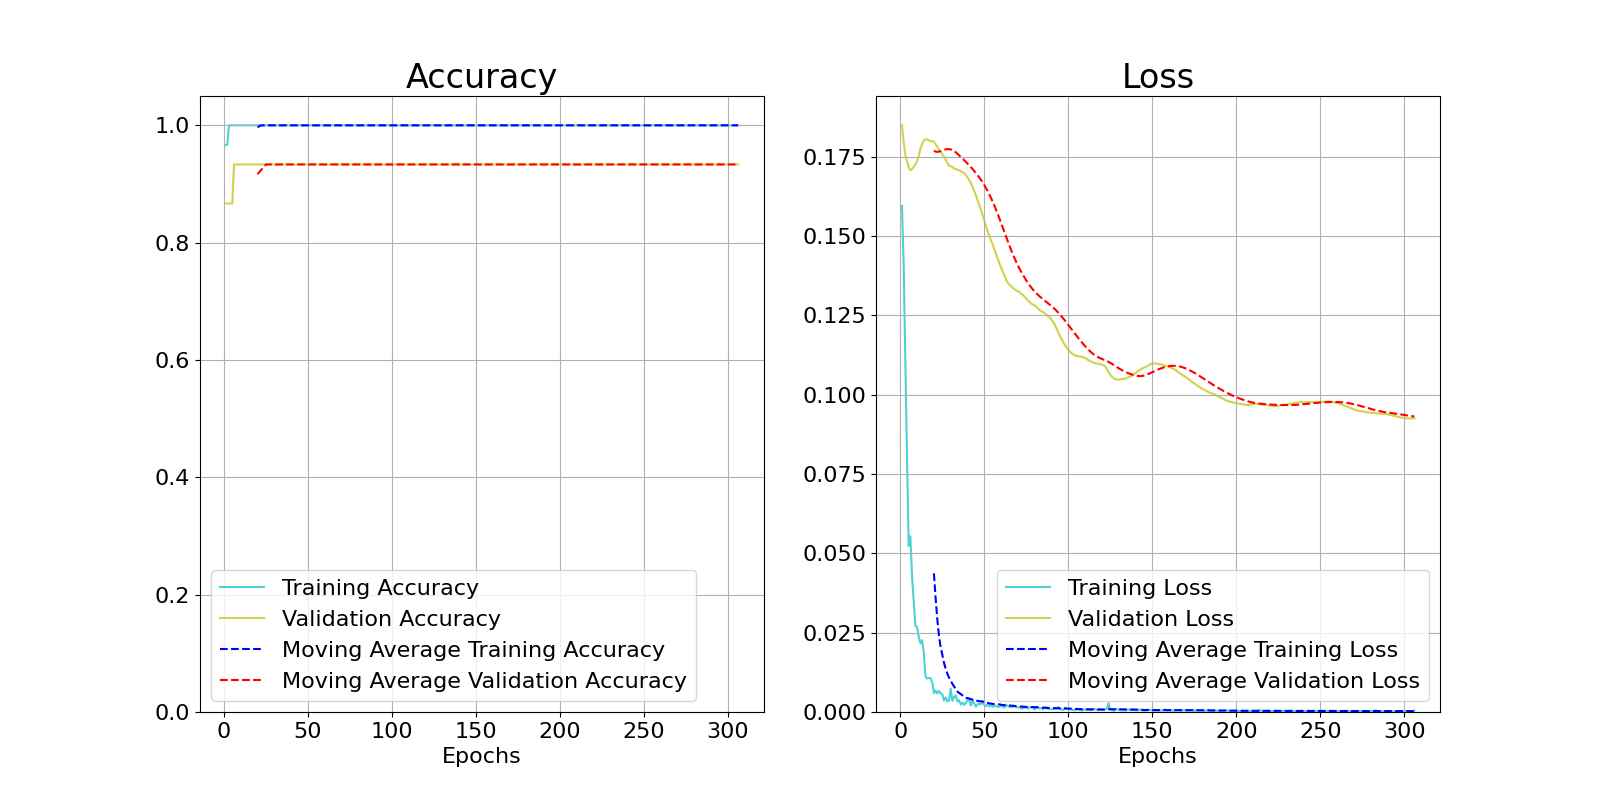 Accuracy
1.0
0.8
0.6
0.4
0.2
0.0
0 50 100 150 200 250 300
Epochs
Training Accuracy
Validation Accuracy
Moving Average Training Accuracy
Moving Average Validation Accuracy
Loss
0.175
0.150
0.125
0.100
0.075
0.050
0.025
0.000
0 50 100 150 200 250 300
Epochs
Training Loss
Validation Loss
Moving Average Training Loss
Moving Average Validation Loss